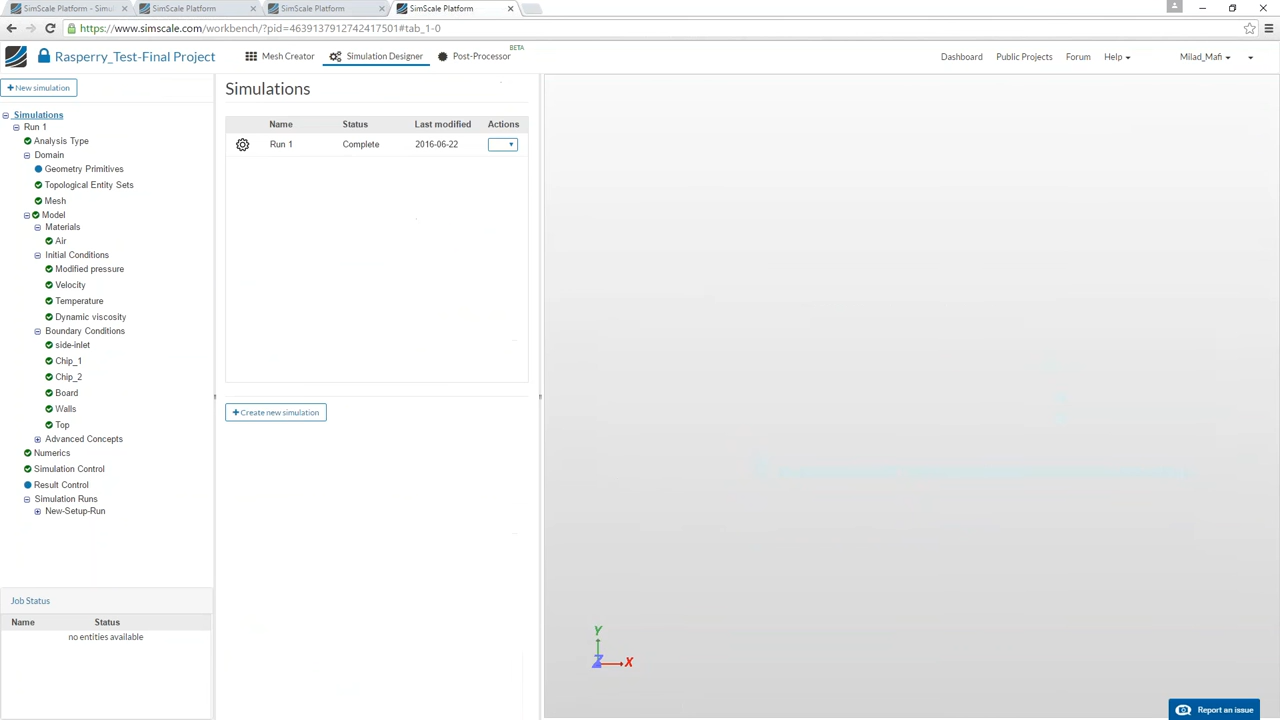 SimScale Platform - Simul
SimScale Platform
SimScale Platform
SimScale Platform
https://www.simscale.com/workbench/?pid=4639137912742417501#tab_1-0
Rasperry_Test-Final Project
Mesh Creator
Simulation Designer
Post-Processor
BETA
Dashboard
Public Projects
Forum
Help
Milad_Mafi
+ New simulation
Simulations
Run 1
Analysis Type
Domain
Geometry Primitives
Topological Entity Sets
Mesh
Model
Materials
Air
Initial Conditions
Modified pressure
Velocity
Temperature
Dynamic viscosity
Boundary Conditions
side-inlet
Chip_1
Chip_2
Board
Walls
Top
Advanced Concepts
Numerics
Simulation Control
Result Control
Simulation Runs
New-Setup-Run
Job Status
Name Status
no entities available
Simulations
Name Status Last modified Actions
Run 1 Complete 2016-06-22
+ Create new simulation
Y
Z X
Report an issue